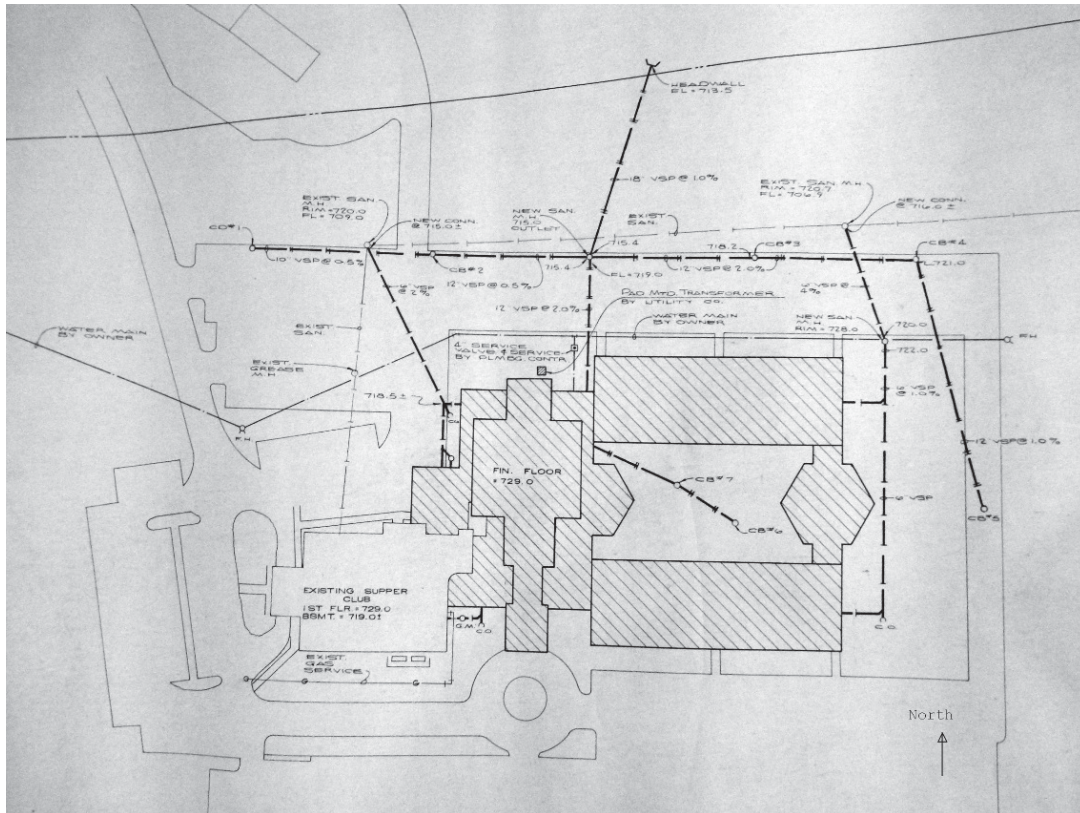 HEADWALL
FL=713.5
18" VSP @ 1.0%
EXIST. SAN.
M.H.
RIM=720.0
FL=709.0
NEW CONN.
@ 715.0±
NEW SAN.
M.H.
715.0
OUTLET
EXIST
SAN
EXIST. SAN. M.H.
RIM=720.7
FL=706.9
NEW CONN.
@ 716.0±
715.4
718.2
CB#3
CB#4
10" VSP @ 0.5%
CB#2
12" VSP @ 0.5%
715.4
FL=719.0
12" VSP @ 2.0%
FL721.0
6" VSP
@ 2%
12" VSP @ 2.0%
PAD MTD. TRANSFORMER
BY UTILITY CO.
6" VSP @
4%
WATER MAIN
BY OWNER
EXIST
SAN.
WATER MAIN
BY OWNER
NEW SAN.
M.H.
RIM=728.0
720.0
722.0
F.H.
4" SERVICE
VALVE & SERVICE
BY PLMBG. CONTR.
EXIST
GREASE
M.H.
718.5±
6" VSP
@ 1.0%
F.H.
12" VSP @ 1.0%
FIN. FLOOR
=729.0
CB#7
6" VSP
CB#6
CB#5
EXISTING SUPPER
CLUB
1ST FLR.=729.0
BSMT.=719.0±
G.M.
C.O.
C.O.
EXIST.
GAS
SERVICE
G
G
North